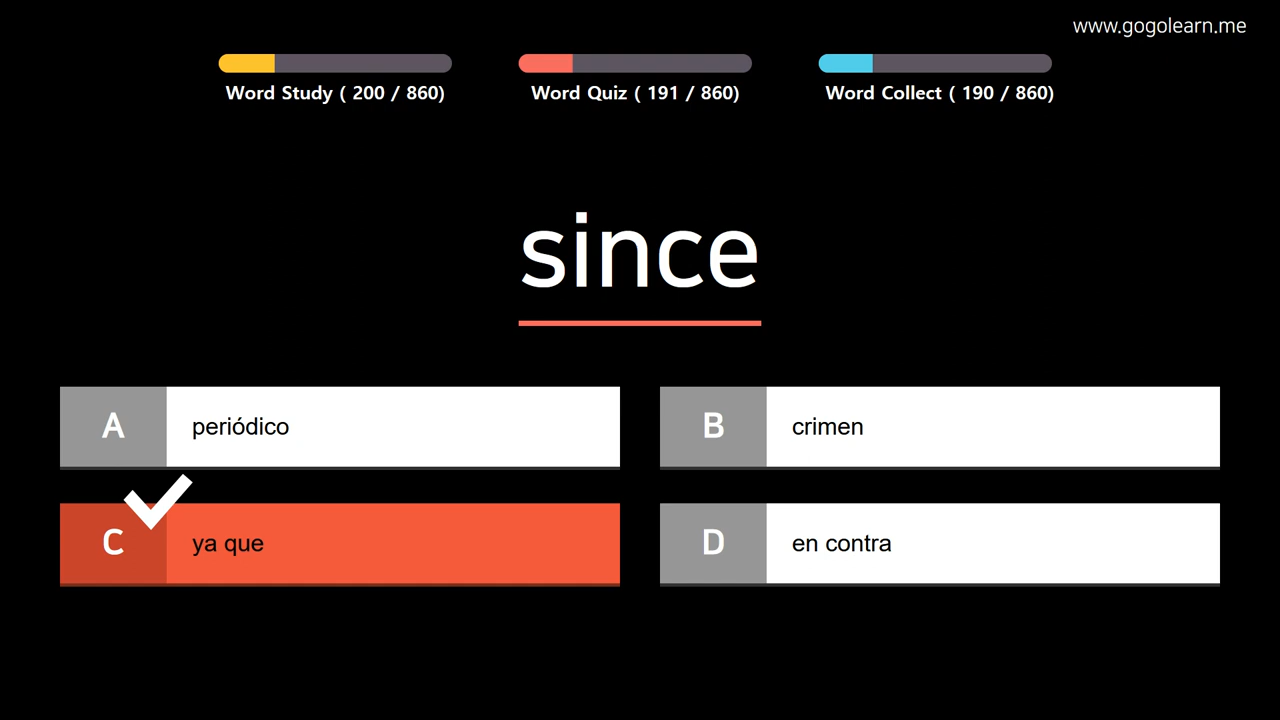 www.gogolearn.me
Word Study ( 200 / 860)
Word Quiz ( 191 / 860)
Word Collect ( 190 / 860)
since
A periódico
B crimen
C ya que
D en contra